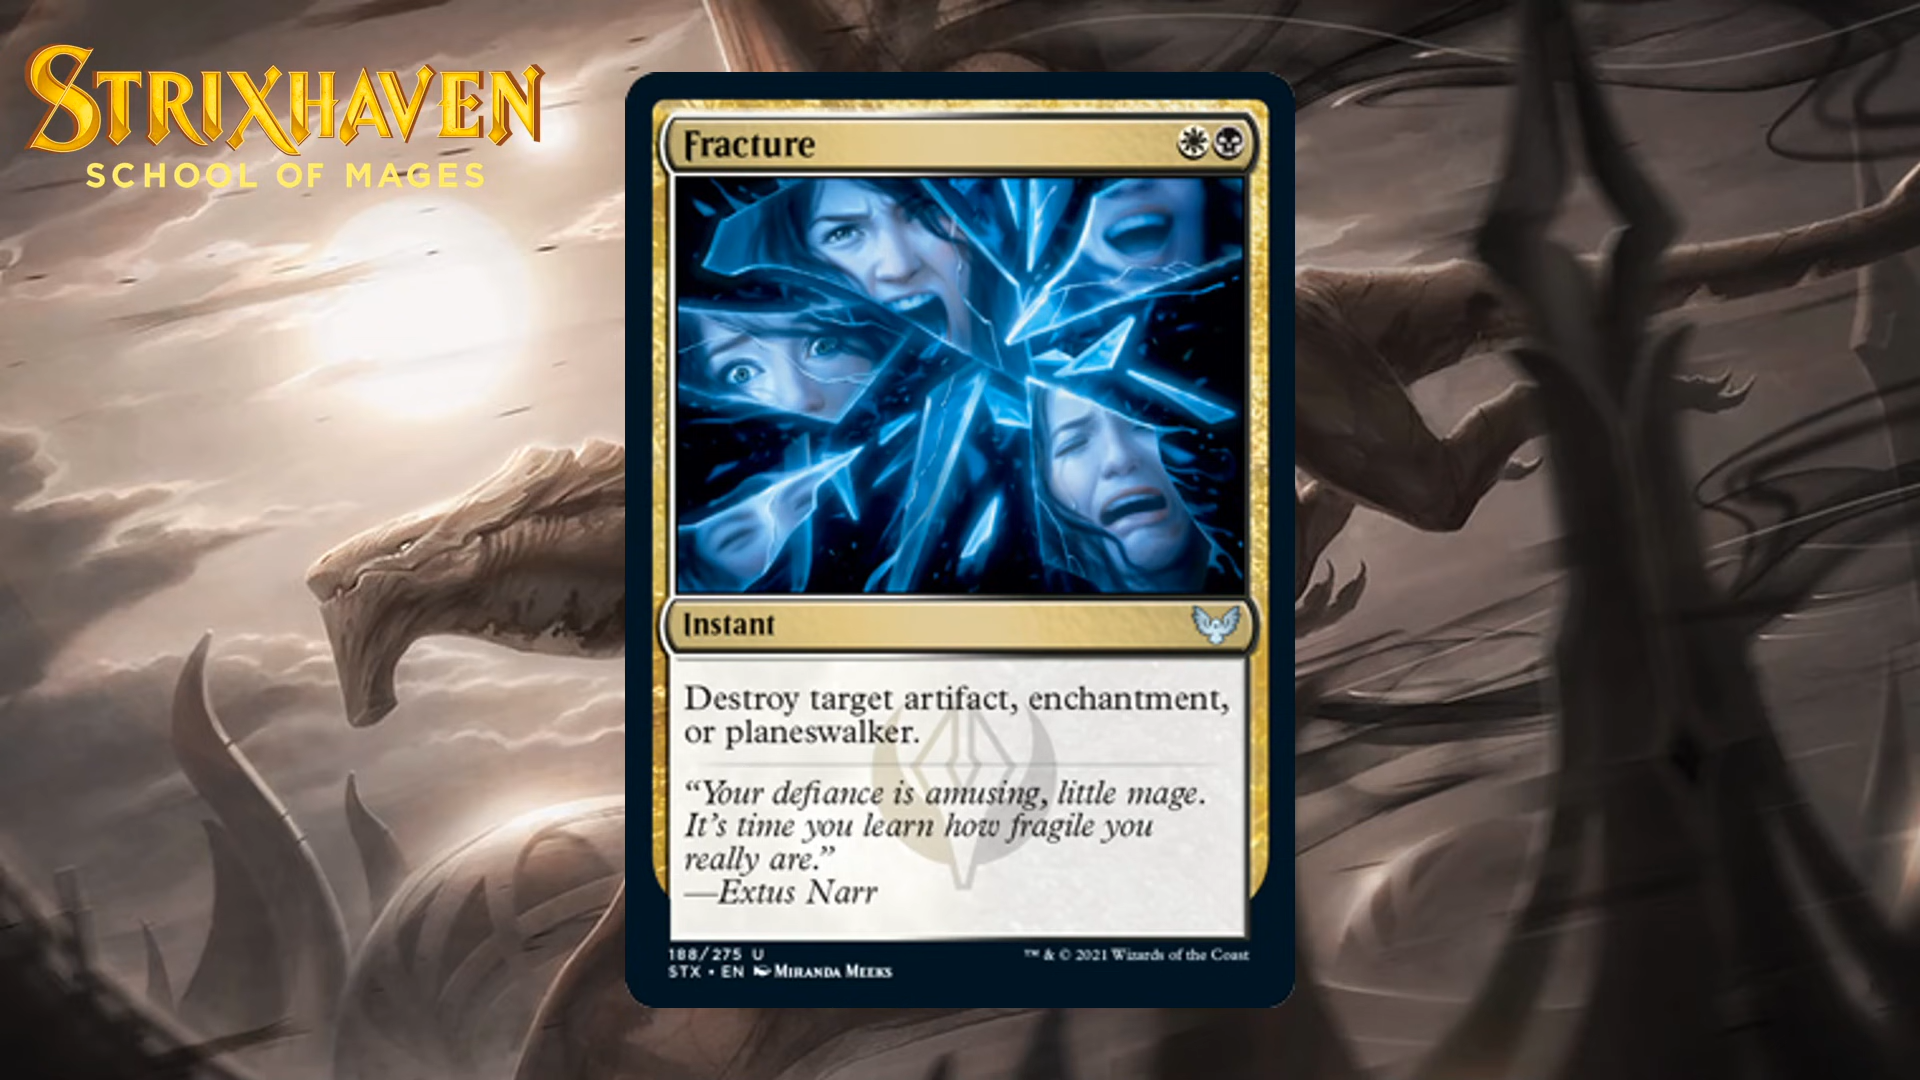 STRIXHAVEN
SCHOOL OF MAGES
Fracture
Instant
Destroy target artifact, enchantment,
or planeswalker.
“Your defiance is amusing, little mage.
It’s time you learn how fragile you
really are.”
—Extus Narr
188/275 U
™ & © 2021 Wizards of the Coast
STX • EN Miranda Meeks